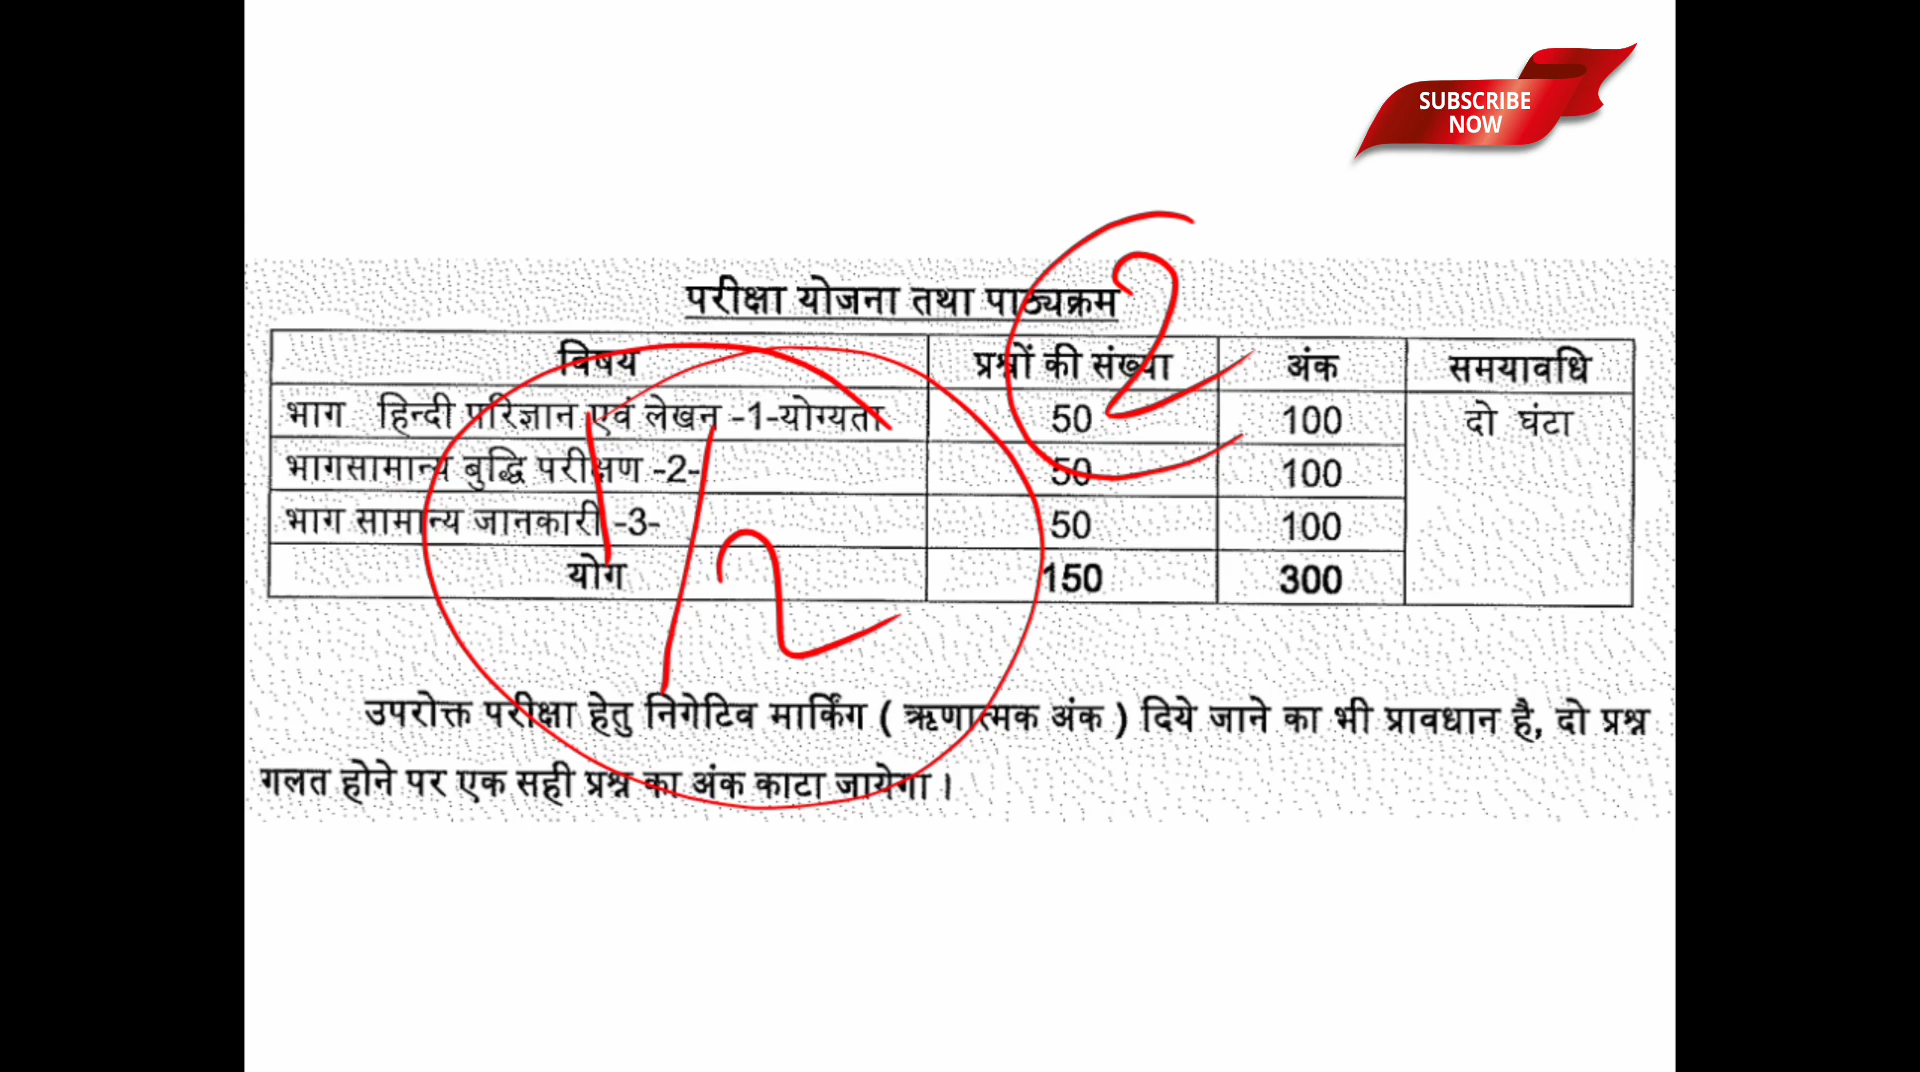 SUBSCRIBE
NOW
2
परीक्षा योजना तथा पाठ्यक्रम
विषय प्रश्नों की संख्या अंक समयावधि
भाग हिन्दी परिज्ञान एवं लेखन -1-योग्यता 50 100 दो घंटा
भागसामान्य बुद्धि परीक्षण -2- 50 100
भाग सामान्य जानकारी -3- 50 100
योग 150 300
उपरोक्त परीक्षा हेतु निगेटिव मार्किंग ( ऋणात्मक अंक ) दिये जाने का भी प्रावधान है, दो प्रश्न
गलत होने पर एक सही प्रश्न का अंक काटा जायेगा।